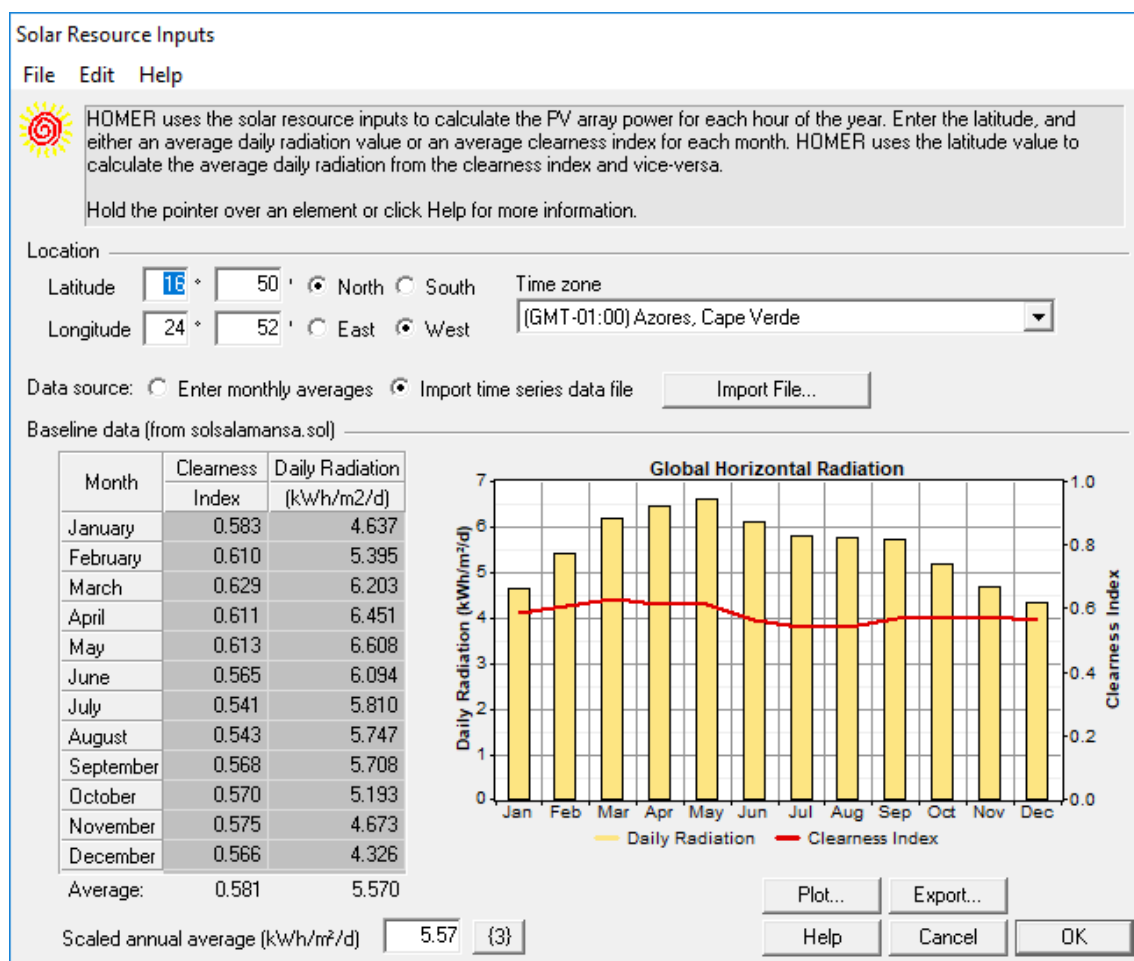 Solar Resource Inputs
File Edit Help
HOMER uses the solar resource inputs to calculate the PV array power for each hour of the year. Enter the latitude, and
either an average daily radiation value or an average clearness index for each month. HOMER uses the latitude value to
calculate the average daily radiation from the clearness index and vice-versa.
Hold the pointer over an element or click Help for more information.
Location
Latitude 16 ° 50 ' North South
Time zone
Longitude 24 ° 52 ' East West
(GMT-01:00) Azores, Cape Verde
Data source: Enter monthly averages Import time series data file Import File...
Baseline data (from solsalamansa.sol)
Month Clearness Index Daily Radiation (kWh/m2/d)
January 0.583 4.637
February 0.610 5.395
March 0.629 6.203
April 0.611 6.451
May 0.613 6.608
June 0.565 6.094
July 0.541 5.810
August 0.543 5.747
September 0.568 5.708
October 0.570 5.193
November 0.575 4.673
December 0.566 4.326
Average: 0.581 5.570
Scaled annual average (kWh/m²/d) 5.57 {3}
Global Horizontal Radiation
Daily Radiation (kWh/m²/d)
7
6
5
4
3
2
1
0
1.0
0.8
0.6
0.4
0.2
0.0
Clearness Index
Jan Feb Mar Apr May Jun Jul Aug Sep Oct Nov Dec
Daily Radiation Clearness Index
Plot... Export...
Help Cancel OK